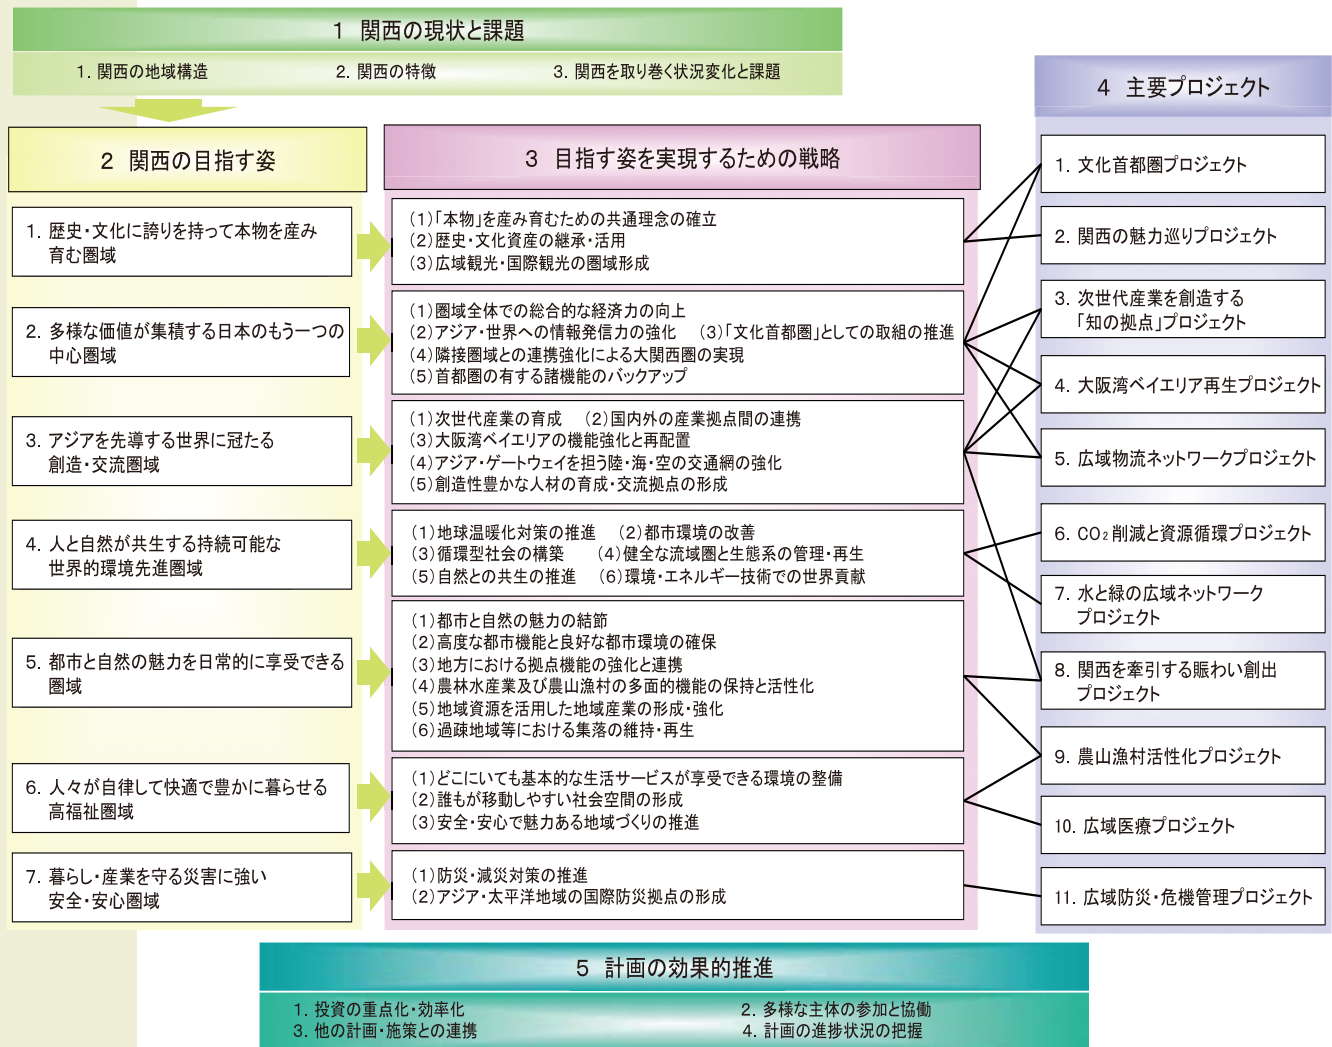 1 関西の現状と課題
1. 関西の地域構造 2. 関西の特徴 3. 関西を取り巻く状況変化と課題
2 関西の目指す姿
1. 歴史・文化に誇りを持って本物を産み
育む圏域
2. 多様な価値が集積する日本のもう一つの
中心圏域
3. アジアを先導する世界に冠たる
創造・交流圏域
4. 人と自然が共生する持続可能な
世界的環境先進圏域
5. 都市と自然の魅力を日常的に享受できる
圏域
6. 人々が自律して快適で豊かに暮らせる
高福祉圏域
7. 暮らし・産業を守る災害に強い
安全・安心圏域
3 目指す姿を実現するための戦略
(1)「本物」を産み育むための共通理念の確立
(2)歴史・文化資産の継承・活用
(3)広域観光・国際観光の圏域形成
(1)圏域全体での総合的な経済力の向上
(2)アジア・世界への情報発信力の強化 (3)「文化首都圏」としての取組の推進
(4)隣接圏域との連携強化による大関西圏の実現
(5)首都圏の有する諸機能のバックアップ
(1)次世代産業の育成 (2)国内外の産業拠点間の連携
(3)大阪湾ベイエリアの機能強化と再配置
(4)アジア・ゲートウェイを担う陸・海・空の交通網の強化
(5)創造性豊かな人材の育成・交流拠点の形成
(1)地球温暖化対策の推進 (2)都市環境の改善
(3)循環型社会の構築 (4)健全な流域圏と生態系の管理・再生
(5)自然との共生の推進 (6)環境・エネルギー技術での世界貢献
(1)都市と自然の魅力の結節
(2)高度な都市機能と良好な都市環境の確保
(3)地方における拠点機能の強化と連携
(4)農林水産業及び農山漁村の多面的機能の保持と活性化
(5)地域資源を活用した地域産業の形成・強化
(6)過疎地域等における集落の維持・再生
(1)どこにいても基本的な生活サービスが享受できる環境の整備
(2)誰もが移動しやすい社会空間の形成
(3)安全・安心で魅力ある地域づくりの推進
(1)防災・減災対策の推進
(2)アジア・太平洋地域の国際防災拠点の形成
4 主要プロジェクト
1. 文化首都圏プロジェクト
2. 関西の魅力巡りプロジェクト
3. 次世代産業を創造する
「知の拠点」プロジェクト
4. 大阪湾ベイエリア再生プロジェクト
5. 広域物流ネットワークプロジェクト
6. CO₂削減と資源循環プロジェクト
7. 水と緑の広域ネットワーク
プロジェクト
8. 関西を牽引する賑わい創出
プロジェクト
9. 農山漁村活性化プロジェクト
10. 広域医療プロジェクト
11. 広域防災・危機管理プロジェクト
5 計画の効果的推進
1. 投資の重点化・効率化 2. 多様な主体の参加と協働
3. 他の計画・施策との連携 4. 計画の進捗状況の把握